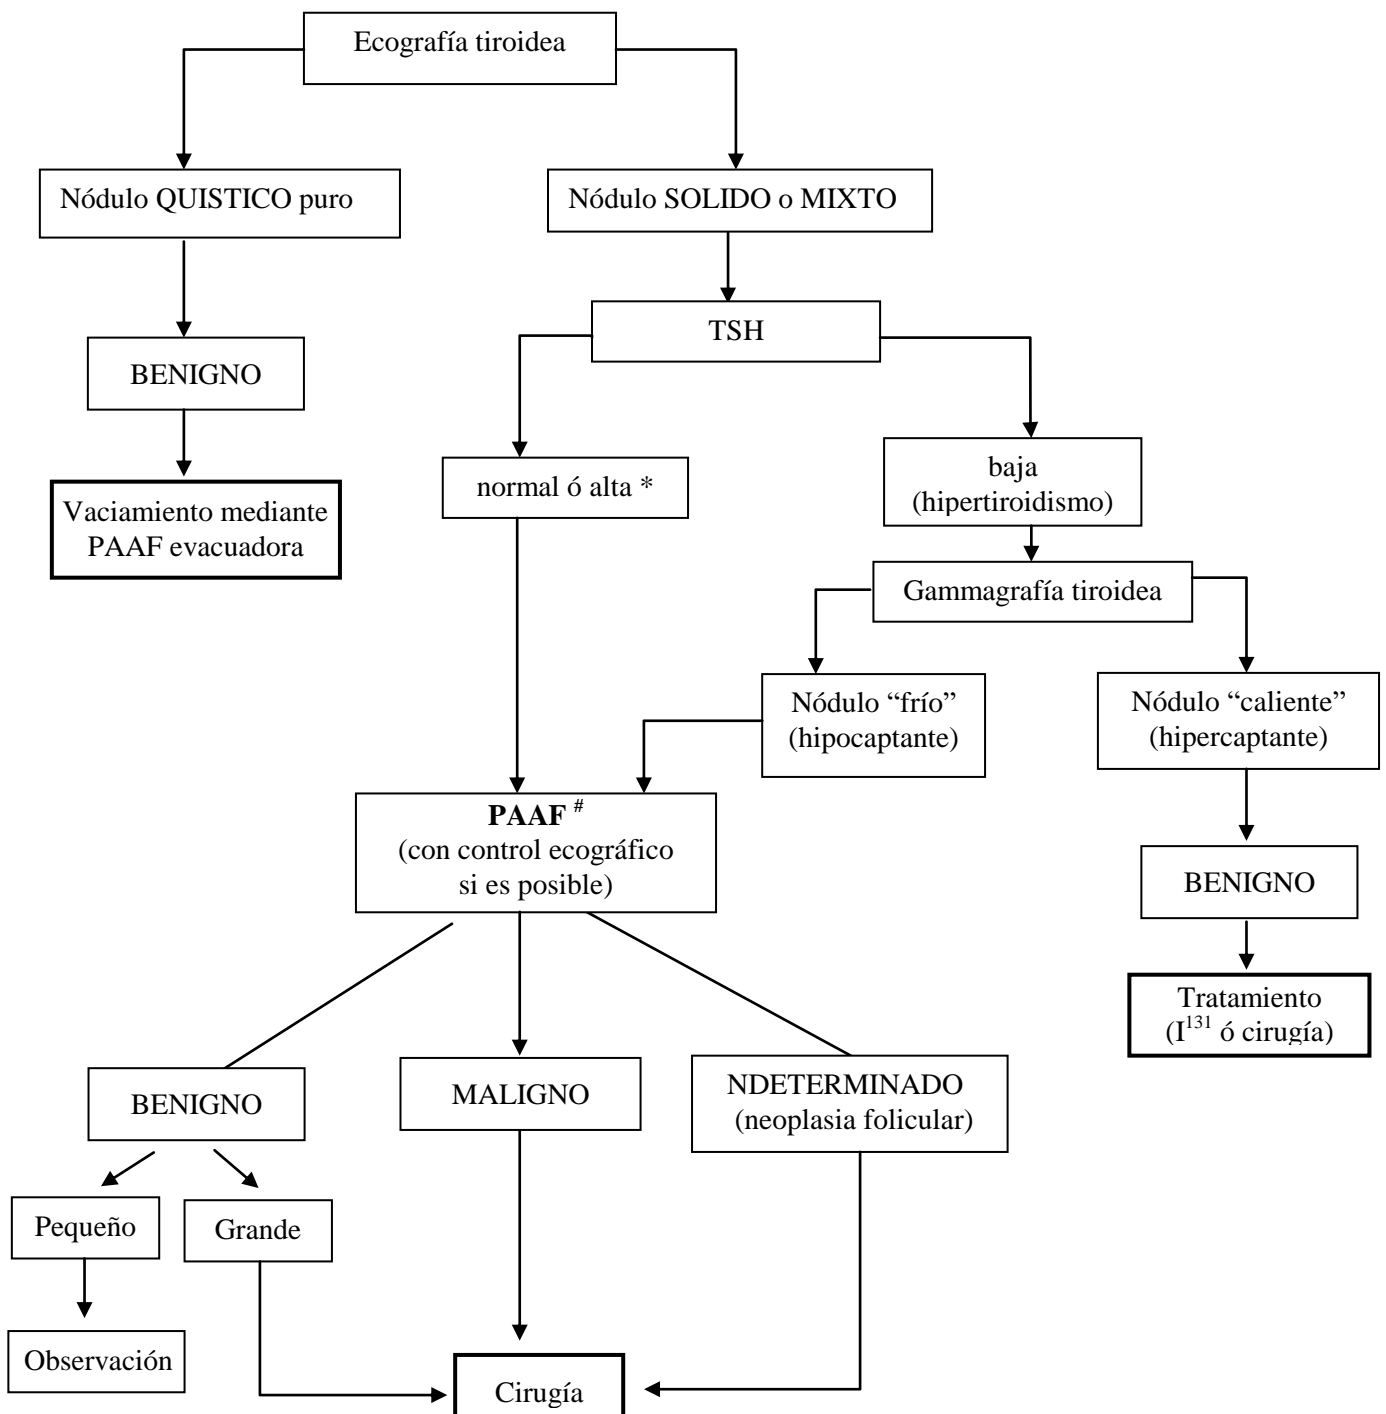 Ecografía tiroidea
Nódulo QUISTICO puro
Nódulo SOLIDO o MIXTO
TSH
BENIGNO
normal ó alta *
baja
(hipertiroidismo)
Vaciamiento mediante
PAAF evacuadora
Gammagrafía tiroidea
Nódulo “frío”
(hipocaptante)
Nódulo “caliente”
(hipercaptante)
PAAF #
(con control ecográfico
si es posible)
BENIGNO
Tratamiento
(I131 ó cirugía)
BENIGNO
MALIGNO
NDETERMINADO
(neoplasia folicular)
Pequeño
Grande
Observación
Cirugía